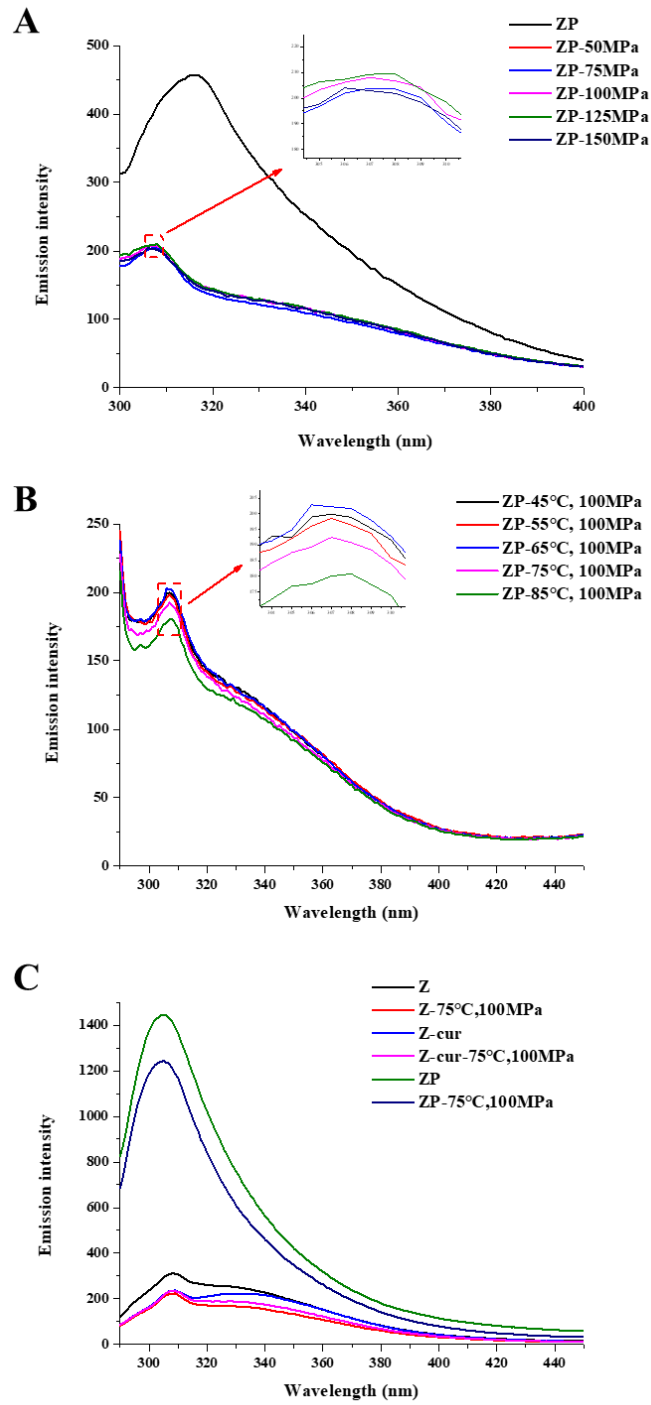 A
ZP
ZP-50MPa
ZP-75MPa
ZP-100MPa
ZP-125MPa
ZP-150MPa
500
400
300
200
100
0
300 320 340 360 380 400
Emission intensity
Wavelength (nm)
B
ZP-45°C, 100MPa
ZP-55°C, 100MPa
ZP-65°C, 100MPa
ZP-75°C, 100MPa
ZP-85°C, 100MPa
250
200
150
100
50
0
300 320 340 360 380 400 420 440
Emission intensity
Wavelength (nm)
C
Z
Z-75°C,100MPa
Z-cur
Z-cur-75°C,100MPa
ZP
ZP-75°C,100MPa
1400
1200
1000
800
600
400
200
0
300 320 340 360 380 400 420 440
Emission intensity
Wavelength (nm)